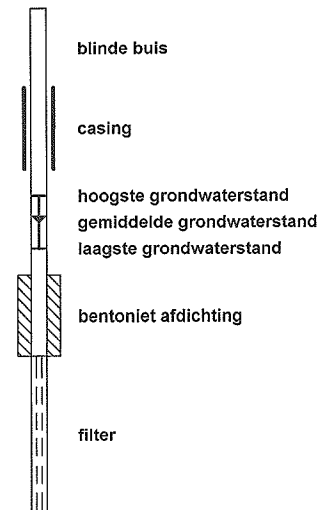 blinde buis
casing
hoogste grondwaterstand
gemiddelde grondwaterstand
laagste grondwaterstand
bentoniet afdichting
filter